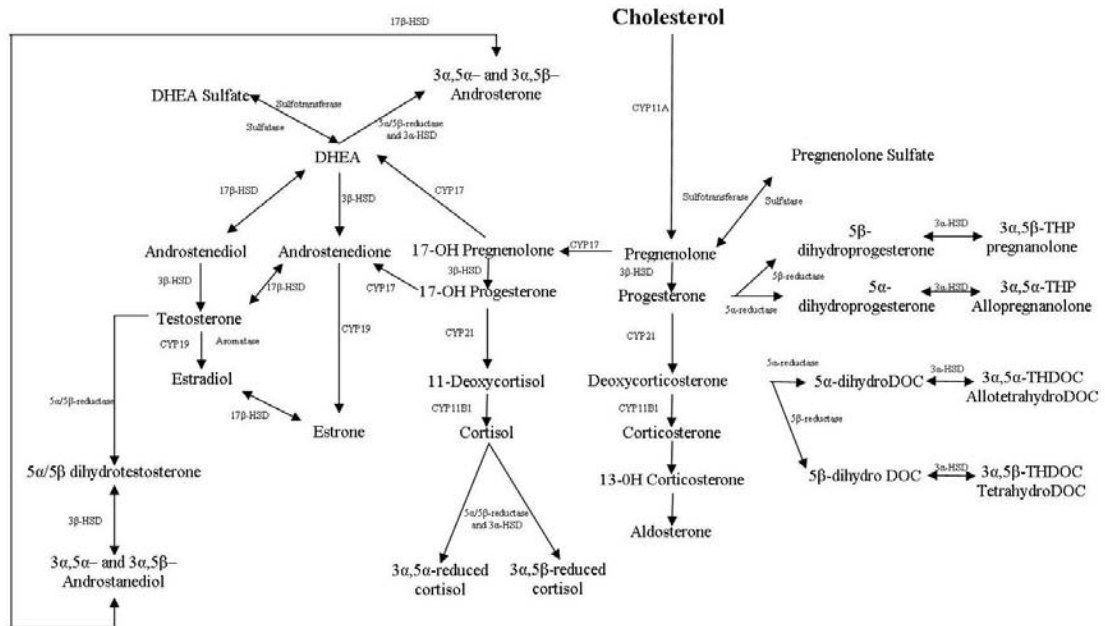 17β-HSD
Cholesterol
3α,5α– and 3α,5β–
Androsterone
DHEA Sulfate
Sulfotransferase
Sulfatase
5α/5β-reductase
and 3α-HSD
CYP11A
DHEA
Pregnenolone Sulfate
17β-HSD
3β-HSD
CYP17
Sulfotransferase
Sulfatase
Androstenediol
Androstenedione
17-OH Pregnenolone
CYP17
Pregnenolone
5β-
dihydroprogesterone
3α-HSD
3α,5β-THP
pregnanolone
3β-HSD
17β-HSD
CYP17
3β-HSD
17-OH Progesterone
3β-HSD
Progesterone
5β-reductase
5α-reductase
5α-
dihydroprogesterone
3α-HSD
3α,5α-THP
Allopregnanolone
Testosterone
CYP19
Aromatase
CYP19
CYP21
CYP21
Estradiol
11-Deoxycortisol
Deoxycorticosterone
5α-reductase
5α-dihydroDOC
3α-HSD
3α,5α-THDOC
AllotetrahydroDOC
5α/5β-reductase
17β-HSD
Estrone
CYP11B1
Cortisol
CYP11B1
Corticosterone
5β-reductase
5α/5β dihydrotestosterone
13-0H Corticosterone
5β-dihydro DOC
3α-HSD
3α,5β-THDOC
TetrahydroDOC
3β-HSD
5α/5β-reductase
and 3α-HSD
Aldosterone
3α,5α– and 3α,5β–
Androstanediol
3α,5α-reduced
cortisol
3α,5β-reduced
cortisol